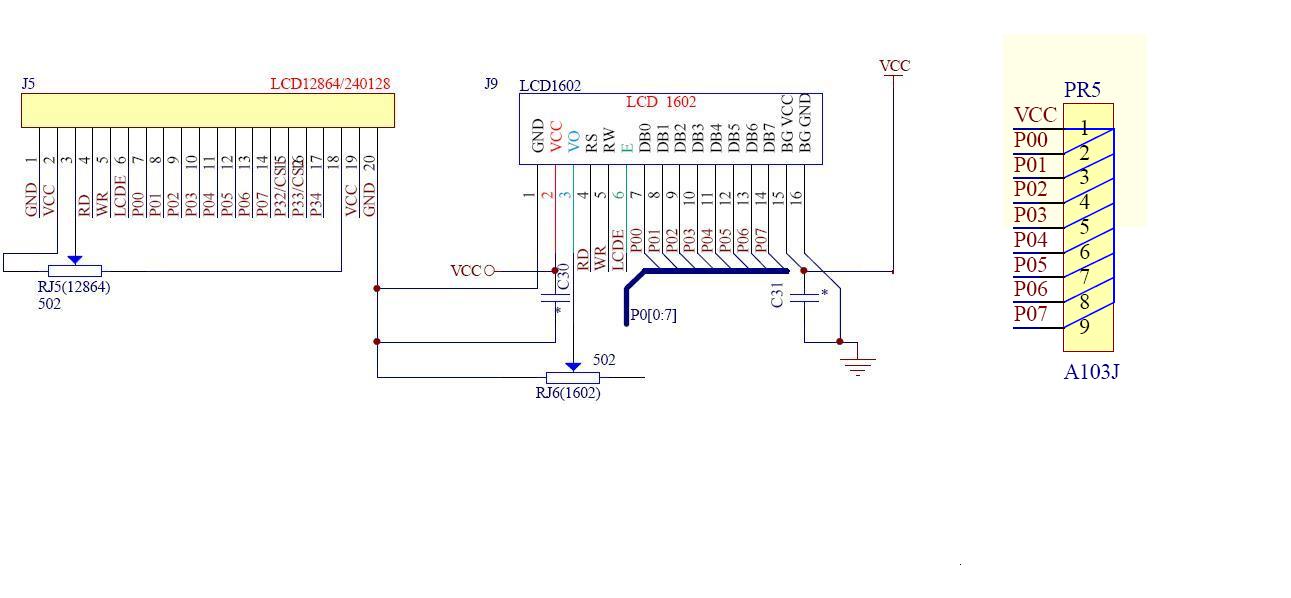 J5 LCD12864/240128
1 2 3 4 5 6 7 8 9 10 11 12 13 14 15 16 17 18 19 20
GND VCC RD WR LCDE P00 P01 P02 P03 P04 P05 P06 P07 P32/CS1 P33/CS2 P34 VCC GND
RJ5(12864)
502
J9 LCD1602
LCD 1602
GND VCC VO RS RW E DB0 DB1 DB2 DB3 DB4 DB5 DB6 DB7 BG VCC BG GND
1 2 3 4 5 6 7 8 9 10 11 12 13 14 15 16
RD WR LCDE P00 P01 P02 P03 P04 P05 P06 P07
VCC
C30
*
P0[0:7]
C31
*
VCC
502
RJ6(1602)
PR5
VCC 1
P00 2
P01 3
P02 4
P03 5
P04 6
P05 7
P06 8
P07 9
A103J